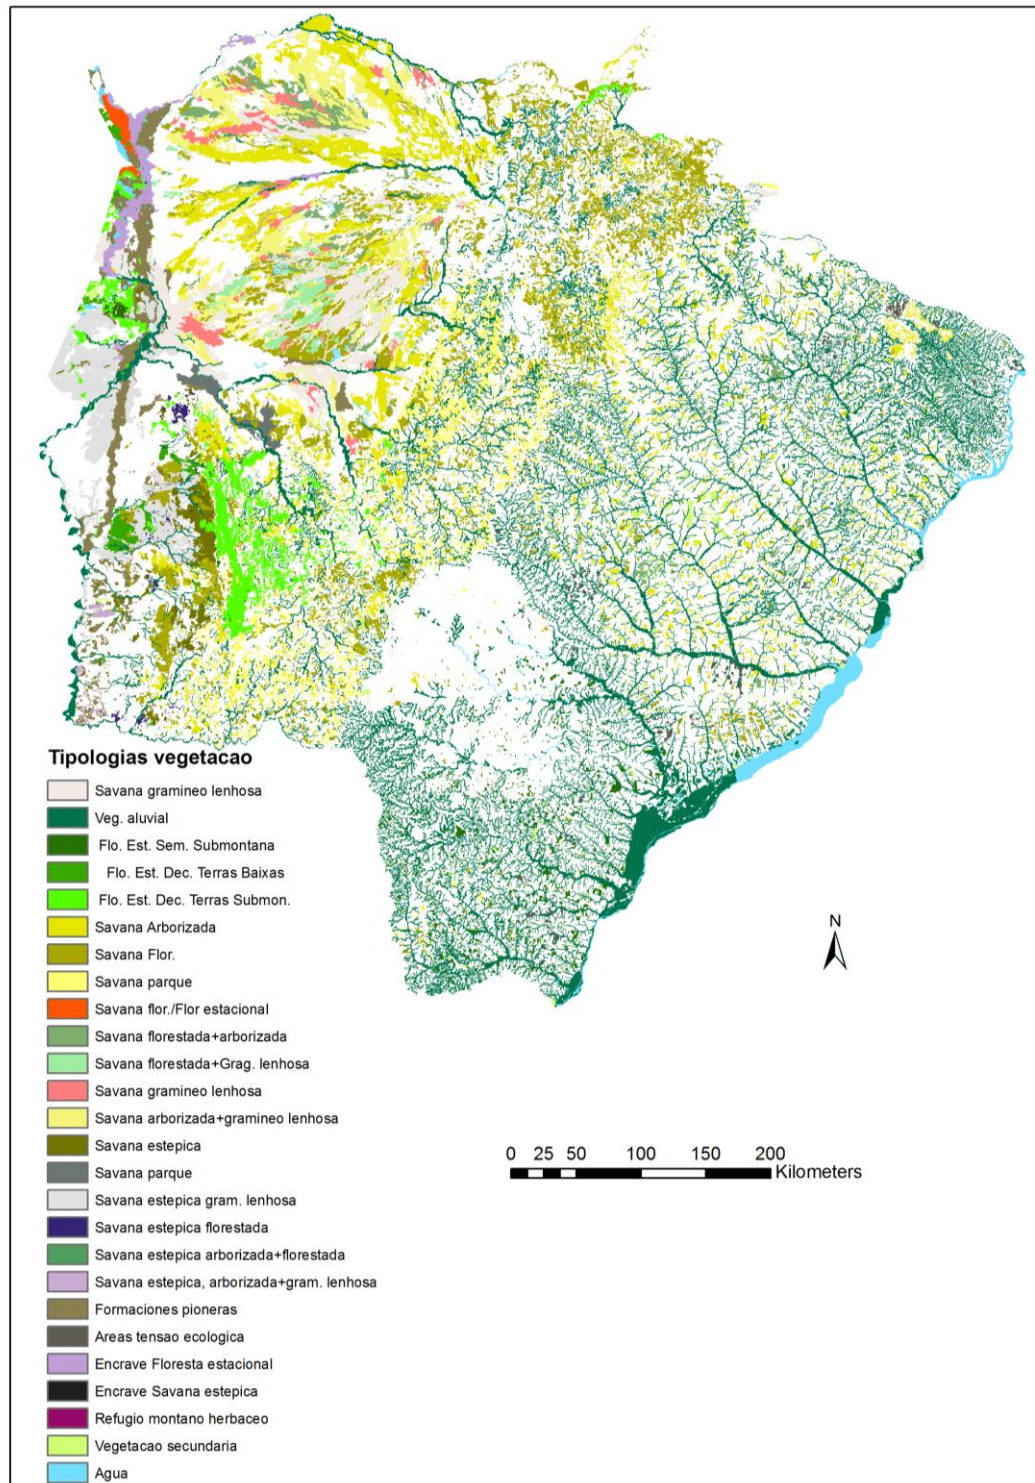 Tipologias vegetacao
Savana gramineo lenhosa
Veg. aluvial
Flo. Est. Sem. Submontana
Flo. Est. Dec. Terras Baixas
Flo. Est. Dec. Terras Submon.
Savana Arborizada
Savana Flor.
Savana parque
Savana flor./Flor estacional
Savana florestada+arborizada
Savana florestada+Grag. lenhosa
Savana gramineo lenhosa
Savana arborizada+gramineo lenhosa
Savana estepica
Savana parque
Savana estepica gram. lenhosa
Savana estepica florestada
Savana estepica arborizada+florestada
Savana estepica, arborizada+gram. lenhosa
Formaciones pioneras
Areas tensao ecologica
Encrave Floresta estacional
Encrave Savana estepica
Refugio montano herbaceo
Vegetacao secundaria
Agua
N
0 25 50 100 150 200
Kilometers